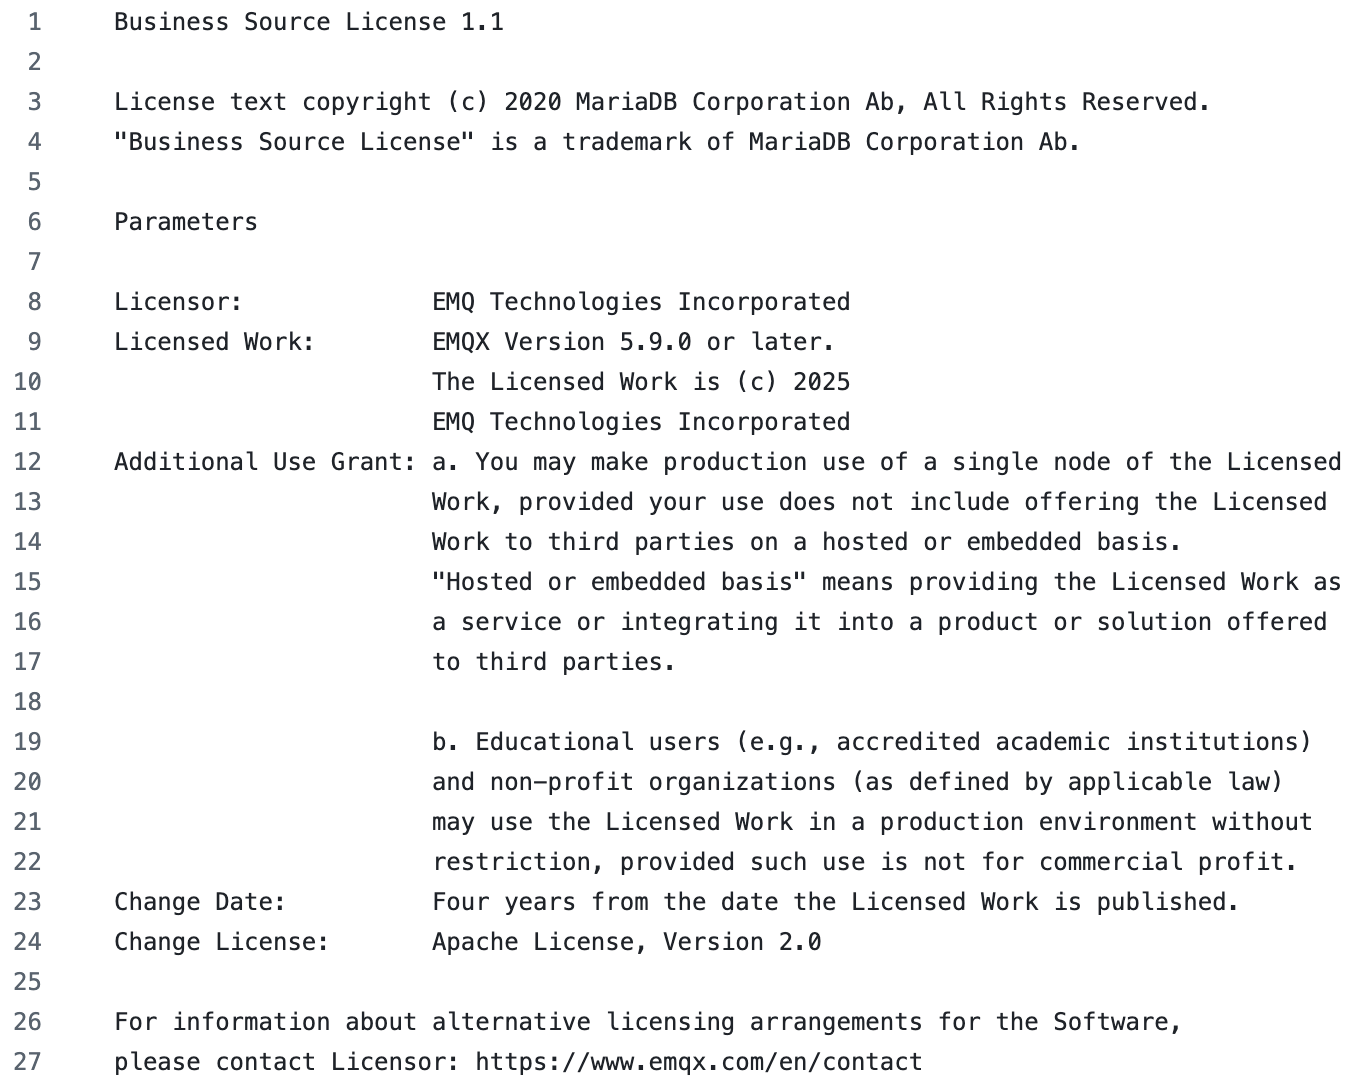 1 Business Source License 1.1
2
3 License text copyright (c) 2020 MariaDB Corporation Ab, All Rights Reserved.
4 "Business Source License" is a trademark of MariaDB Corporation Ab.
5
6 Parameters
7
8 Licensor: EMQ Technologies Incorporated
9 Licensed Work: EMQX Version 5.9.0 or later.
10 The Licensed Work is (c) 2025
11 EMQ Technologies Incorporated
12 Additional Use Grant: a. You may make production use of a single node of the Licensed
13 Work, provided your use does not include offering the Licensed
14 Work to third parties on a hosted or embedded basis.
15 "Hosted or embedded basis" means providing the Licensed Work as
16 a service or integrating it into a product or solution offered
17 to third parties.
18
19 b. Educational users (e.g., accredited academic institutions)
20 and non-profit organizations (as defined by applicable law)
21 may use the Licensed Work in a production environment without
22 restriction, provided such use is not for commercial profit.
23 Change Date: Four years from the date the Licensed Work is published.
24 Change License: Apache License, Version 2.0
25
26 For information about alternative licensing arrangements for the Software,
27 please contact Licensor: https://www.emqx.com/en/contact